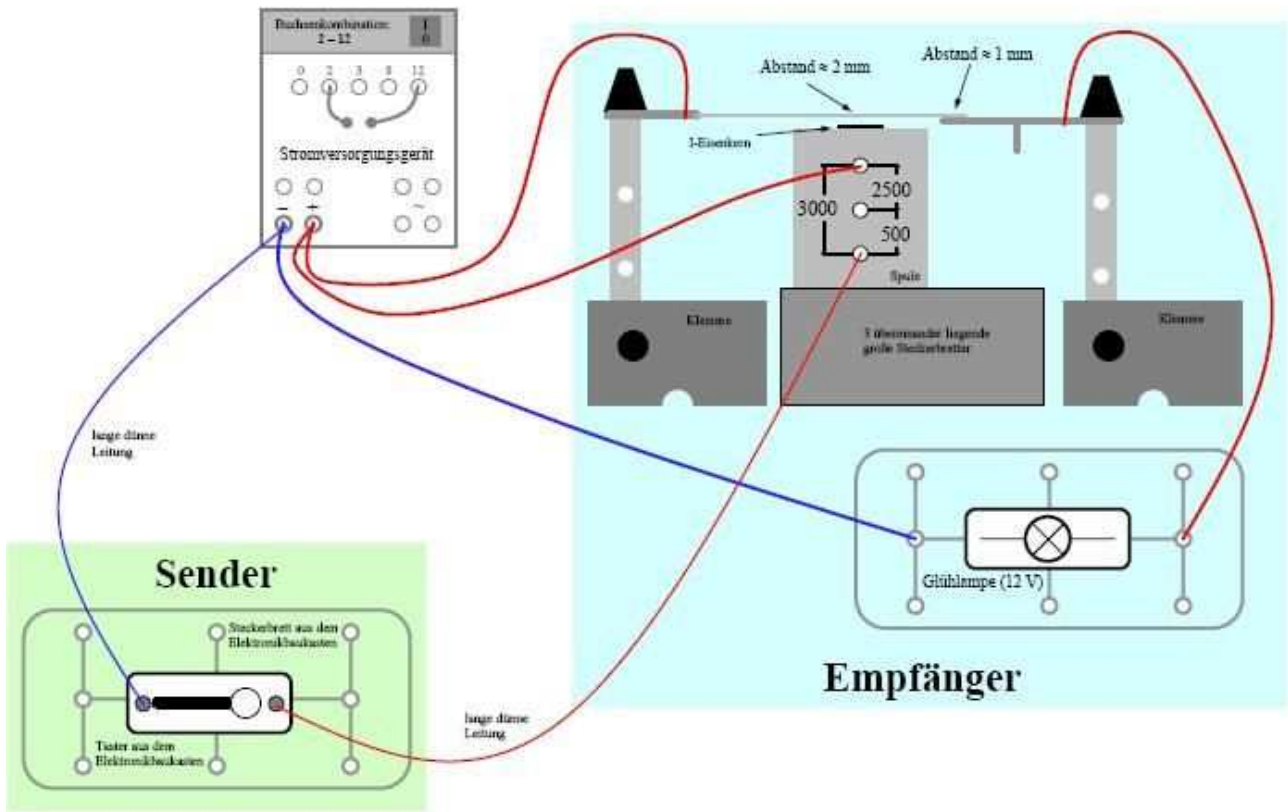 Buchsenkombination:
2 – 12
I
0
0 2 5 8 12
Stromversorgungsgerät
– + ~
Abstand ≈ 2 mm
Abstand ≈ 1 mm
I-Eisenkern
3000
2500
500
Spule
Klemme
3 übereinander liegende
große Steckerbretter
Klemme
lange dünne
Leitung
Sender
Steckerbrett aus dem
Elektronikbaukasten
Taster aus dem
Elektronikbaukasten
lange dünne
Leitung
Glühlampe (12 V)
Empfänger